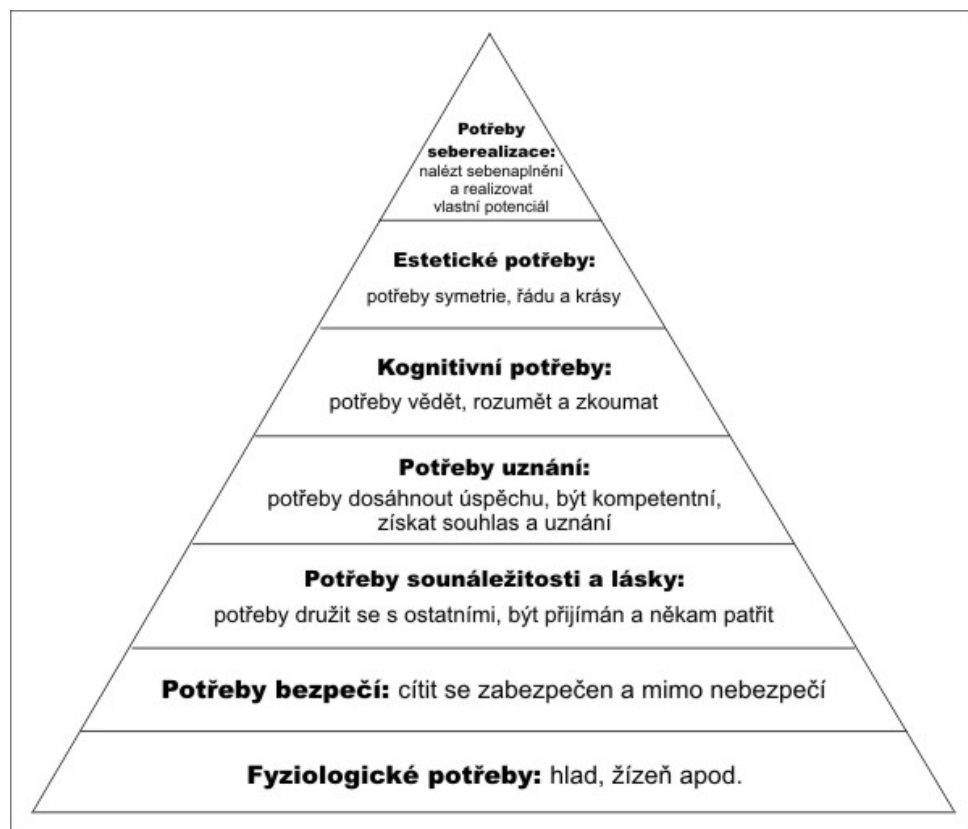 Potřeby
seberealizace:
nalézt sebenaplnění
a realizovat
vlastní potenciál
Estetické potřeby:
potřeby symetrie, řádu a krásy
Kognitivní potřeby:
potřeby vědět, rozumět a zkoumat
Potřeby uznání:
potřeby dosáhnout úspěchu, být kompetentní,
získat souhlas a uznání
Potřeby sounáležitosti a lásky:
potřeby družit se s ostatními, být přijímán a někam patřit
Potřeby bezpečí: cítit se zabezpečen a mimo nebezpečí
Fyziologické potřeby: hlad, žízeň apod.